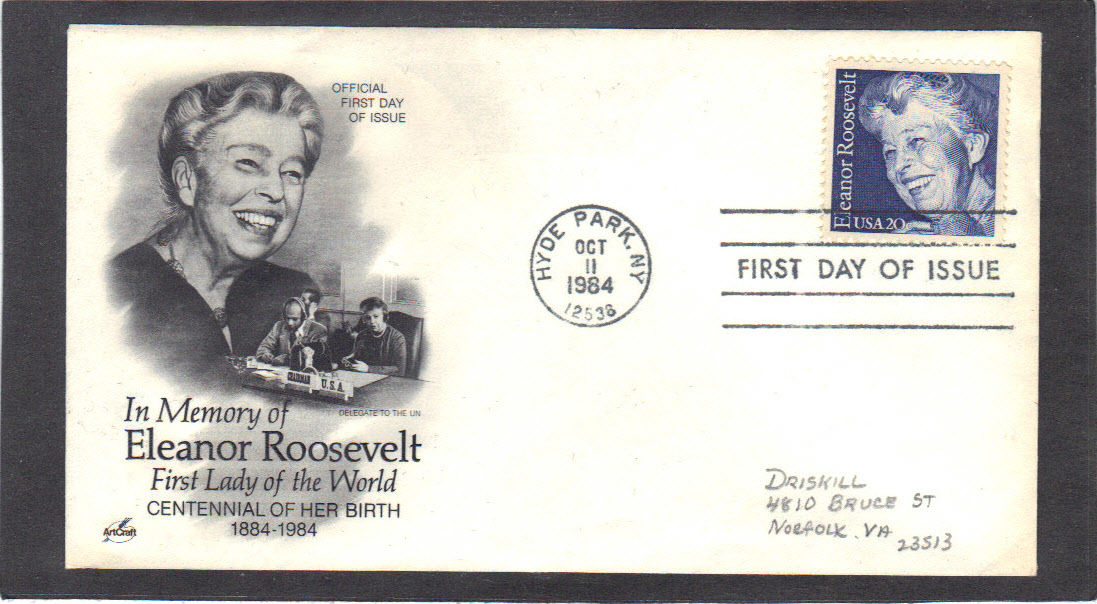 OFFICIAL
FIRST DAY
OF ISSUE
Eleanor Roosevelt
USA 20
HYDE PARK, NY
OCT
11
1984
12538
FIRST DAY OF ISSUE
CHAIRMAN
U.S.A.
DELEGATE TO THE UN
In Memory of
Eleanor Roosevelt
First Lady of the World
CENTENNIAL OF HER BIRTH
1884-1984
ArtCraft
DRISKILL
4810 BRUCE ST
NORFOLK, VA
23513